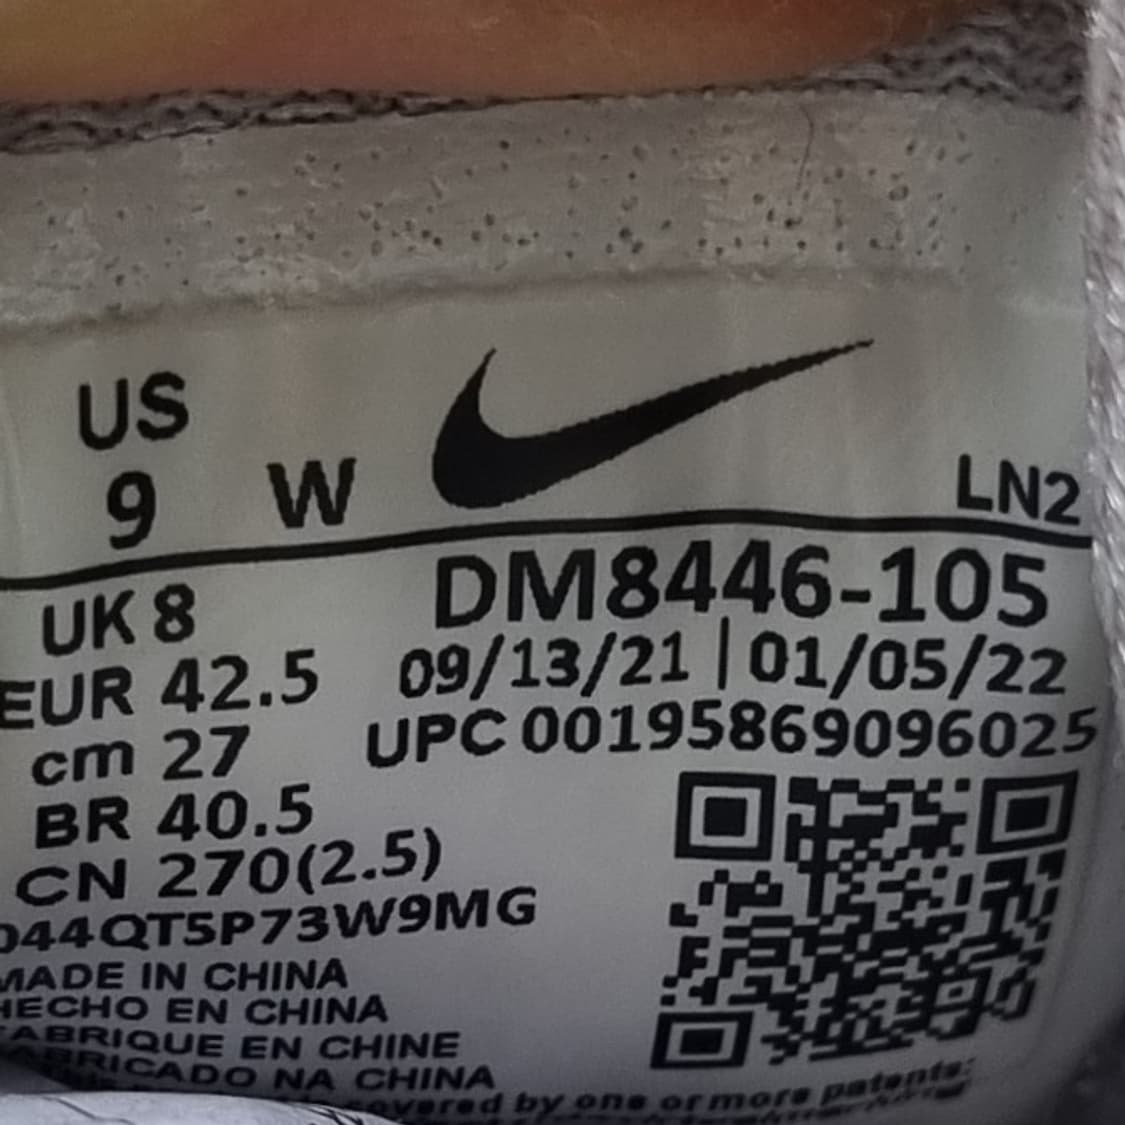 US
9 W
LN2
UK 8
DM8446-105
EUR 42.5
09/13/21 | 01/05/22
cm 27
UPC 00195869096025
BR 40.5
CN 270(2.5)
044QT5P73W9MG
MADE IN CHINA
HECHO EN CHINA
FABRIQUE EN CHINE
FABRICADO NA CHINA
covered by one or more patents: